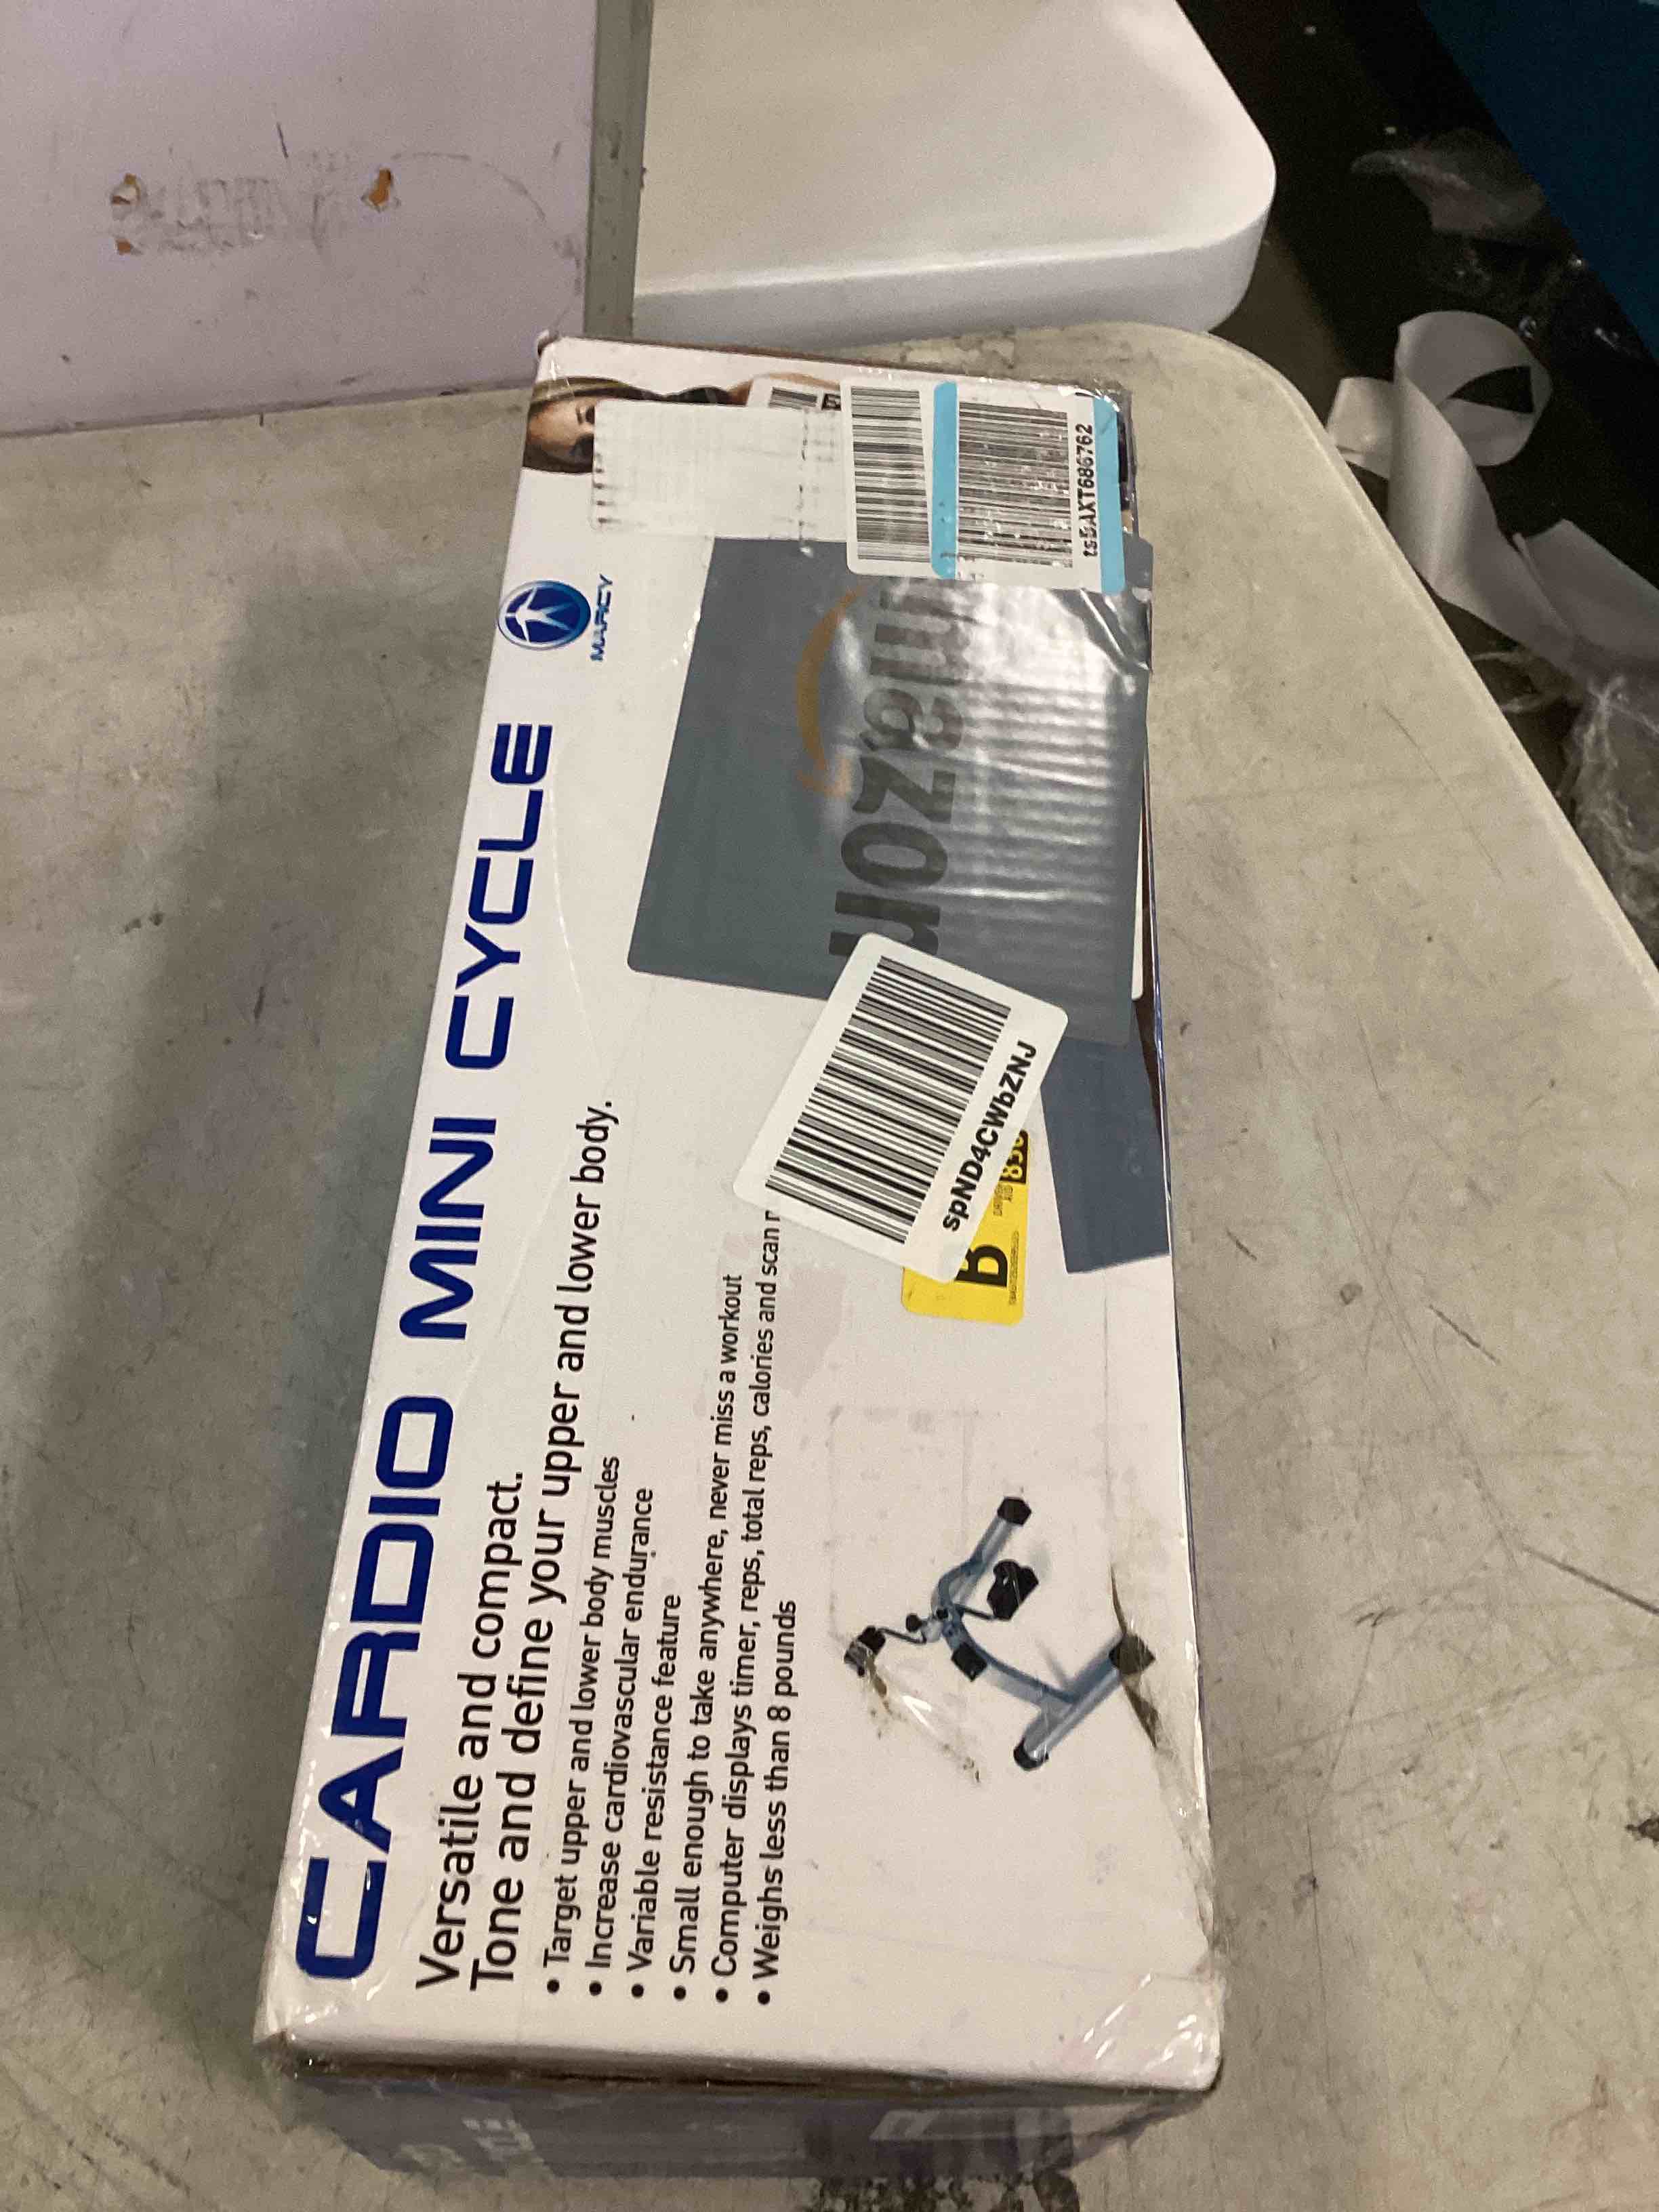 CARDIO MINI CYCLE
MARCY
Versatile and compact.
Tone and define your upper and lower body.
• Target upper and lower body muscles
• Increase cardiovascular endurance
• Variable resistance feature
• Small enough to take anywhere, never miss a workout
• Computer displays timer, reps, total reps, calories and scan
• Weighs less than 8 pounds
amazon
spND4CWbZNJ
B